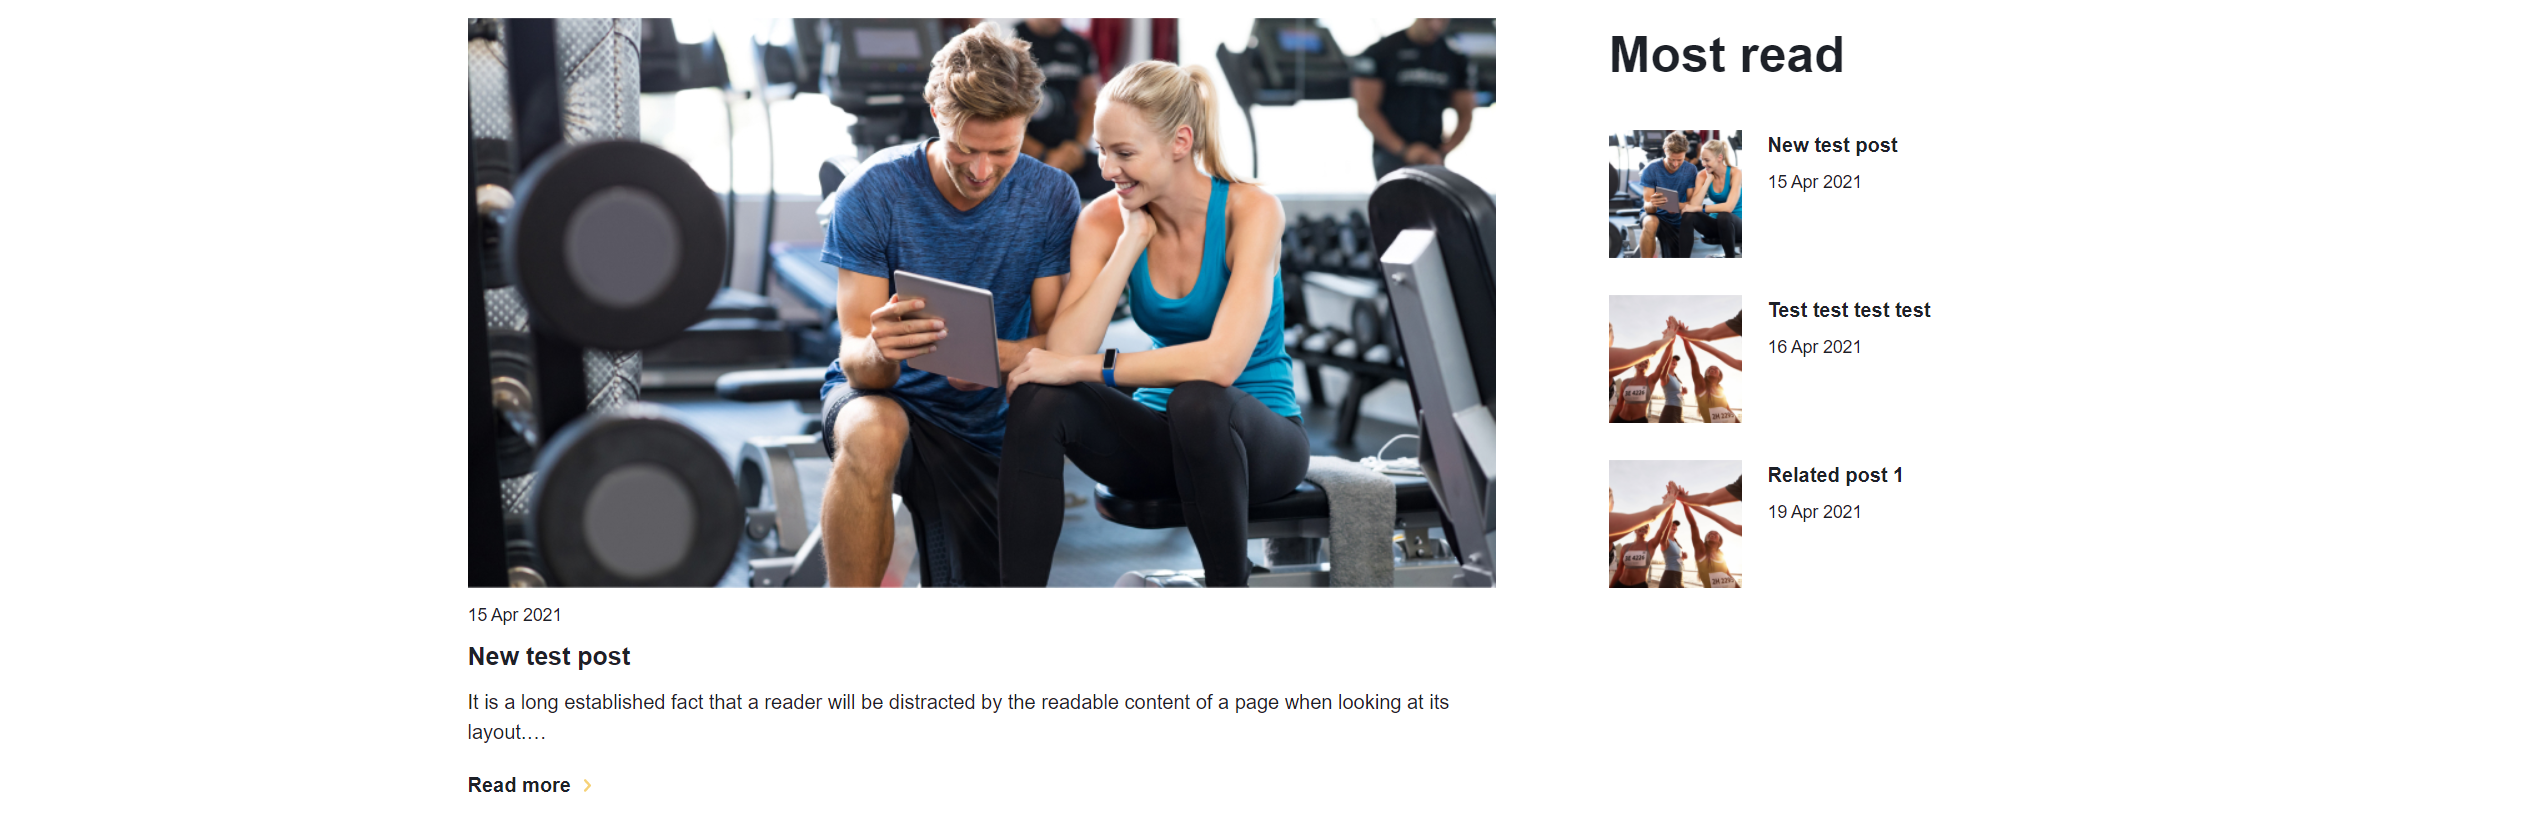 15 Apr 2021
New test post
It is a long established fact that a reader will be distracted by the readable content of a page when looking at its
layout.…
Read more
Most read
New test post
15 Apr 2021
Test test test test
16 Apr 2021
Related post 1
19 Apr 2021